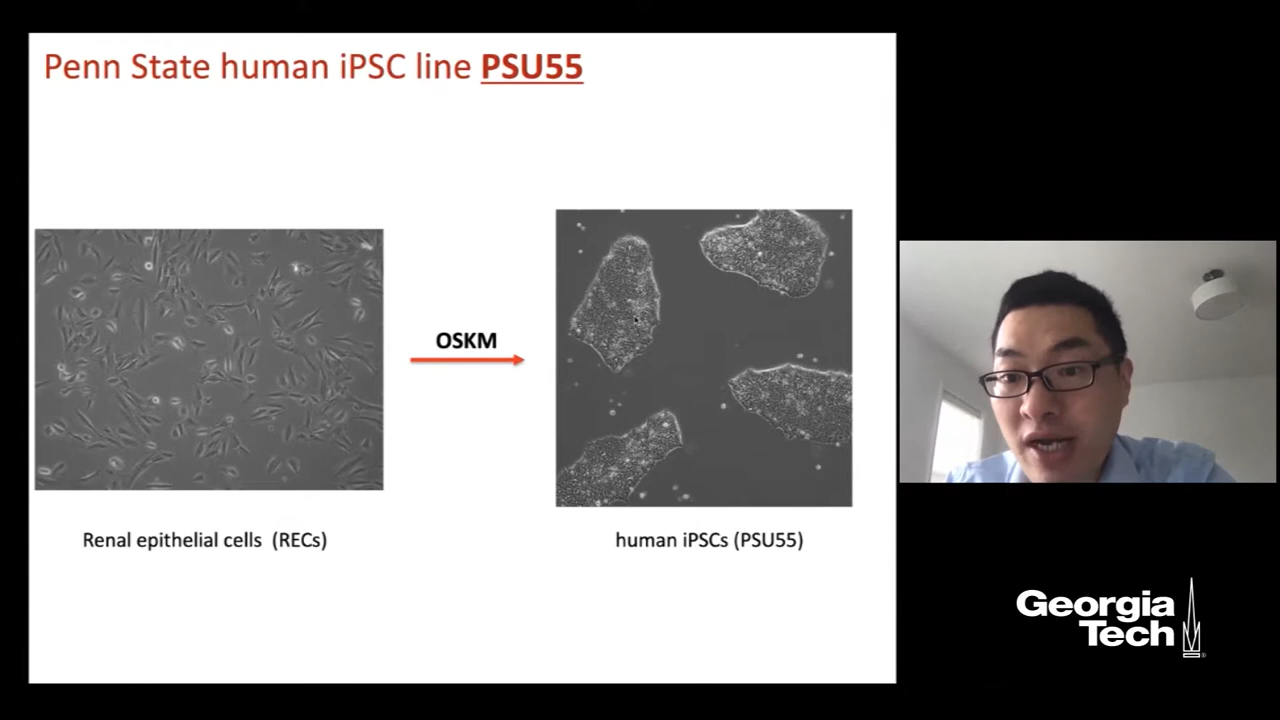 Penn State human iPSC line PSU55
OSKM
Renal epithelial cells (RECs)
human iPSCs (PSU55)
Georgia
Tech